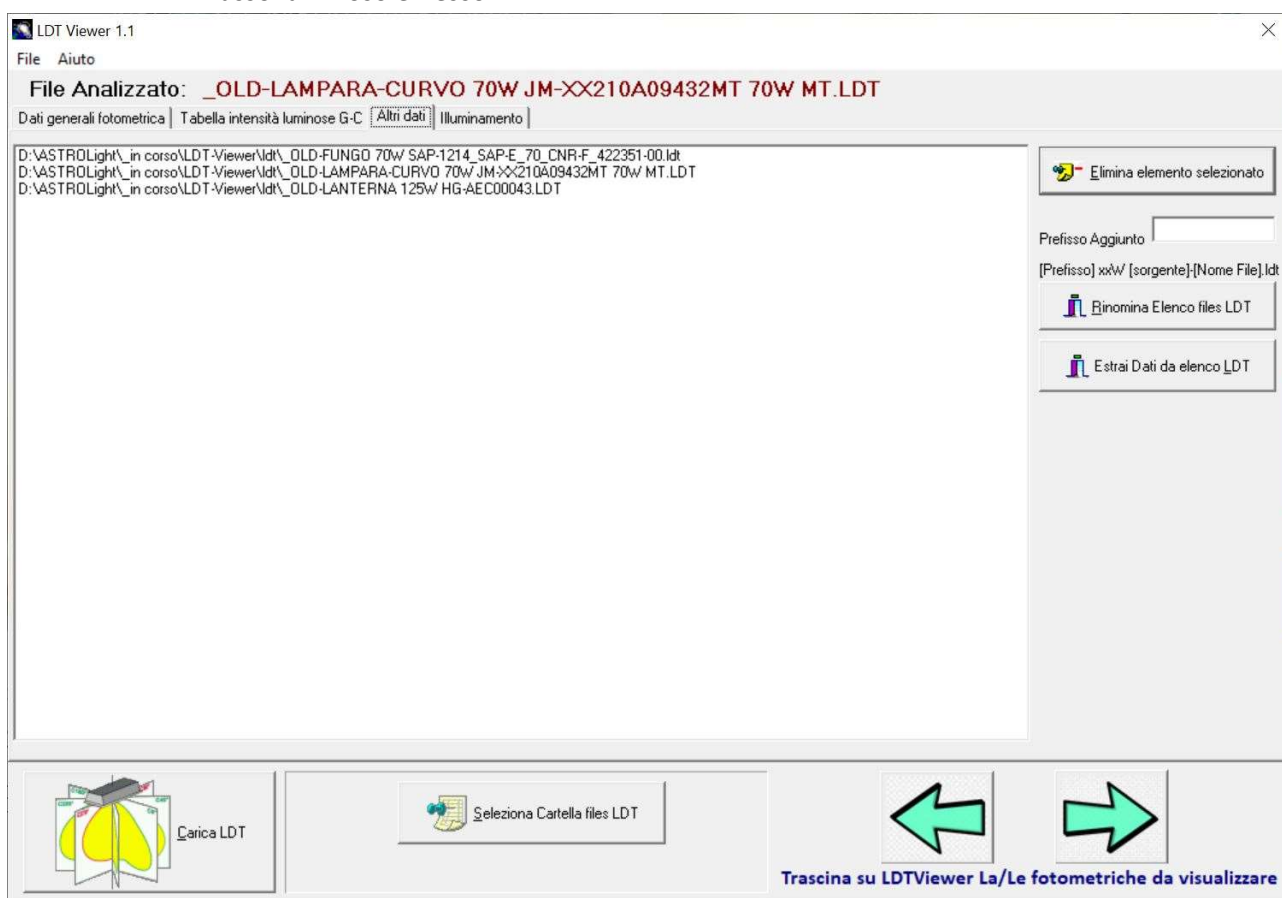 LDT Viewer 1.1
File Aiuto
File Analizzato: _OLD-LAMPARA-CURVO 70W JM-XX210A09432MT 70W MT.LDT
Dati generali fotometrica Tabella intensità luminose G-C Altri dati Illuminamento
D:\ASTROLight\_in corso\LDT-Viewer\ldt\_OLD-FUNGO 70W SAP-1214_SAP-E_70_CNR-F_422351-00.ldt
D:\ASTROLight\_in corso\LDT-Viewer\ldt\_OLD-LAMPARA-CURVO 70W JM-XX210A09432MT 70W MT.LDT
D:\ASTROLight\_in corso\LDT-Viewer\ldt\_OLD-LANTERNA 125W HG-AEC00043.LDT
Elimina elemento selezionato
Prefisso Aggiunto
[Prefisso] xxW [sorgente]-[Nome File].ldt
Rinomina Elenco files LDT
Estrai Dati da elenco LDT
Carica LDT
Seleziona Cartella files LDT
Trascina su LDTViewer La/Le fotometriche da visualizzare